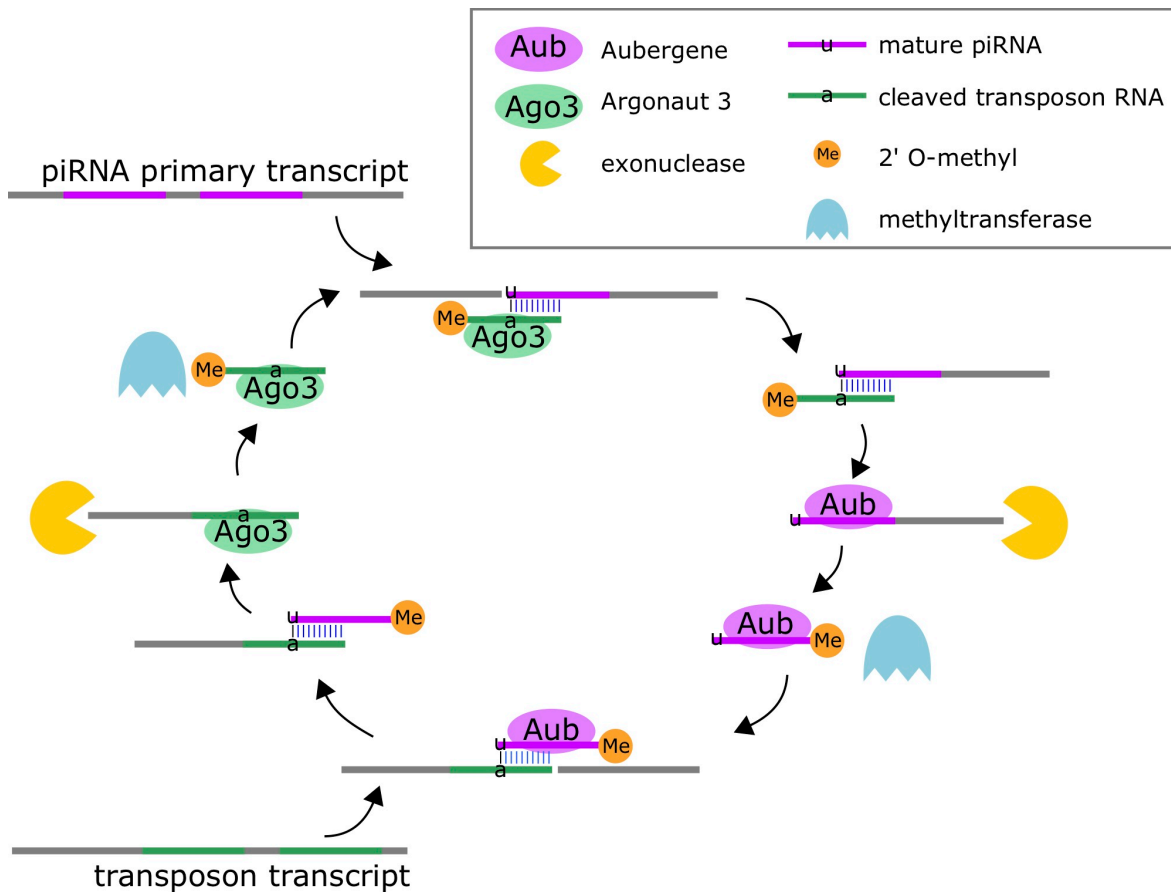 Aub Aubergene
u mature piRNA
Ago3 Argonaut 3
a cleaved transposon RNA
exonuclease
Me 2' O-methyl
methyltransferase
piRNA primary transcript
u
Me a
Ago3
u
Me a
Me a
Ago3
Aub
u
a
Ago3
Aub
u Me
u Me
a
Aub
u Me
a
transposon transcript